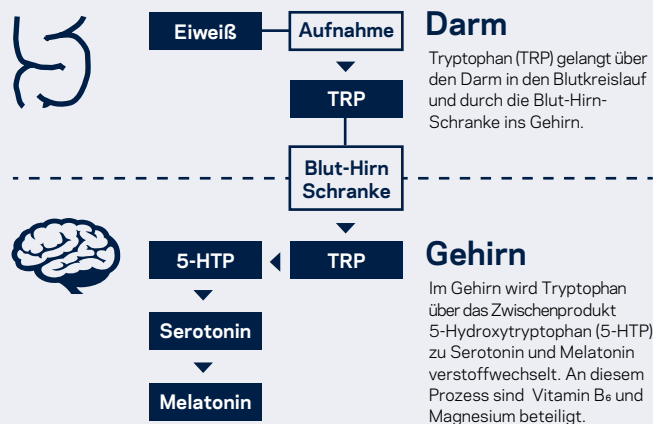 Eiweiß
Aufnahme
TRP
Darm
Tryptophan (TRP) gelangt über
den Darm in den Blutkreislauf
und durch die Blut-Hirn-
Schranke ins Gehirn.
Blut-Hirn
Schranke
5-HTP
TRP
Serotonin
Melatonin
Gehirn
Im Gehirn wird Tryptophan
über das Zwischenprodukt
5-Hydroxytryptophan (5-HTP)
zu Serotonin und Melatonin
verstoffwechselt. An diesem
Prozess sind Vitamin B₆ und
Magnesium beteiligt.